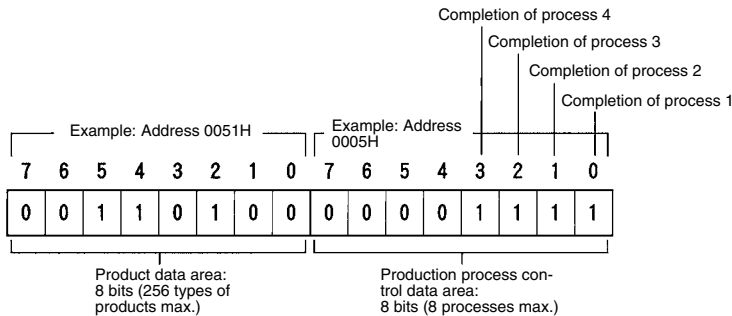 Completion of process 4
Completion of process 3
Completion of process 2
Completion of process 1
Example: Address 0051H
Example: Address
0005H
7 6 5 4 3 2 1 0 7 6 5 4 3 2 1 0
0 0 1 1 0 1 0 0 0 0 0 0 1 1 1 1
Product data area:
8 bits (256 types of
products max.)
Production process con-
trol data area:
8 bits (8 processes max.)